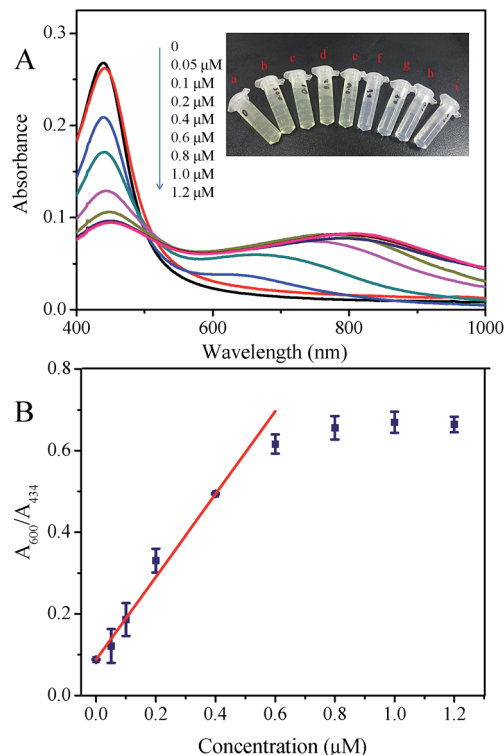 A
0.3
0.2
0.1
0.0
Absorbance
0
0.05 µM
0.1 µM
0.2 µM
0.4 µM
0.6 µM
0.8 µM
1.0 µM
1.2 µM
a b c d e f g h i
400 600 800 1000
Wavelength (nm)
B
0.8
0.6
0.4
0.2
0.0
A600/A434
0.0 0.2 0.4 0.6 0.8 1.0 1.2
Concentration (µM)